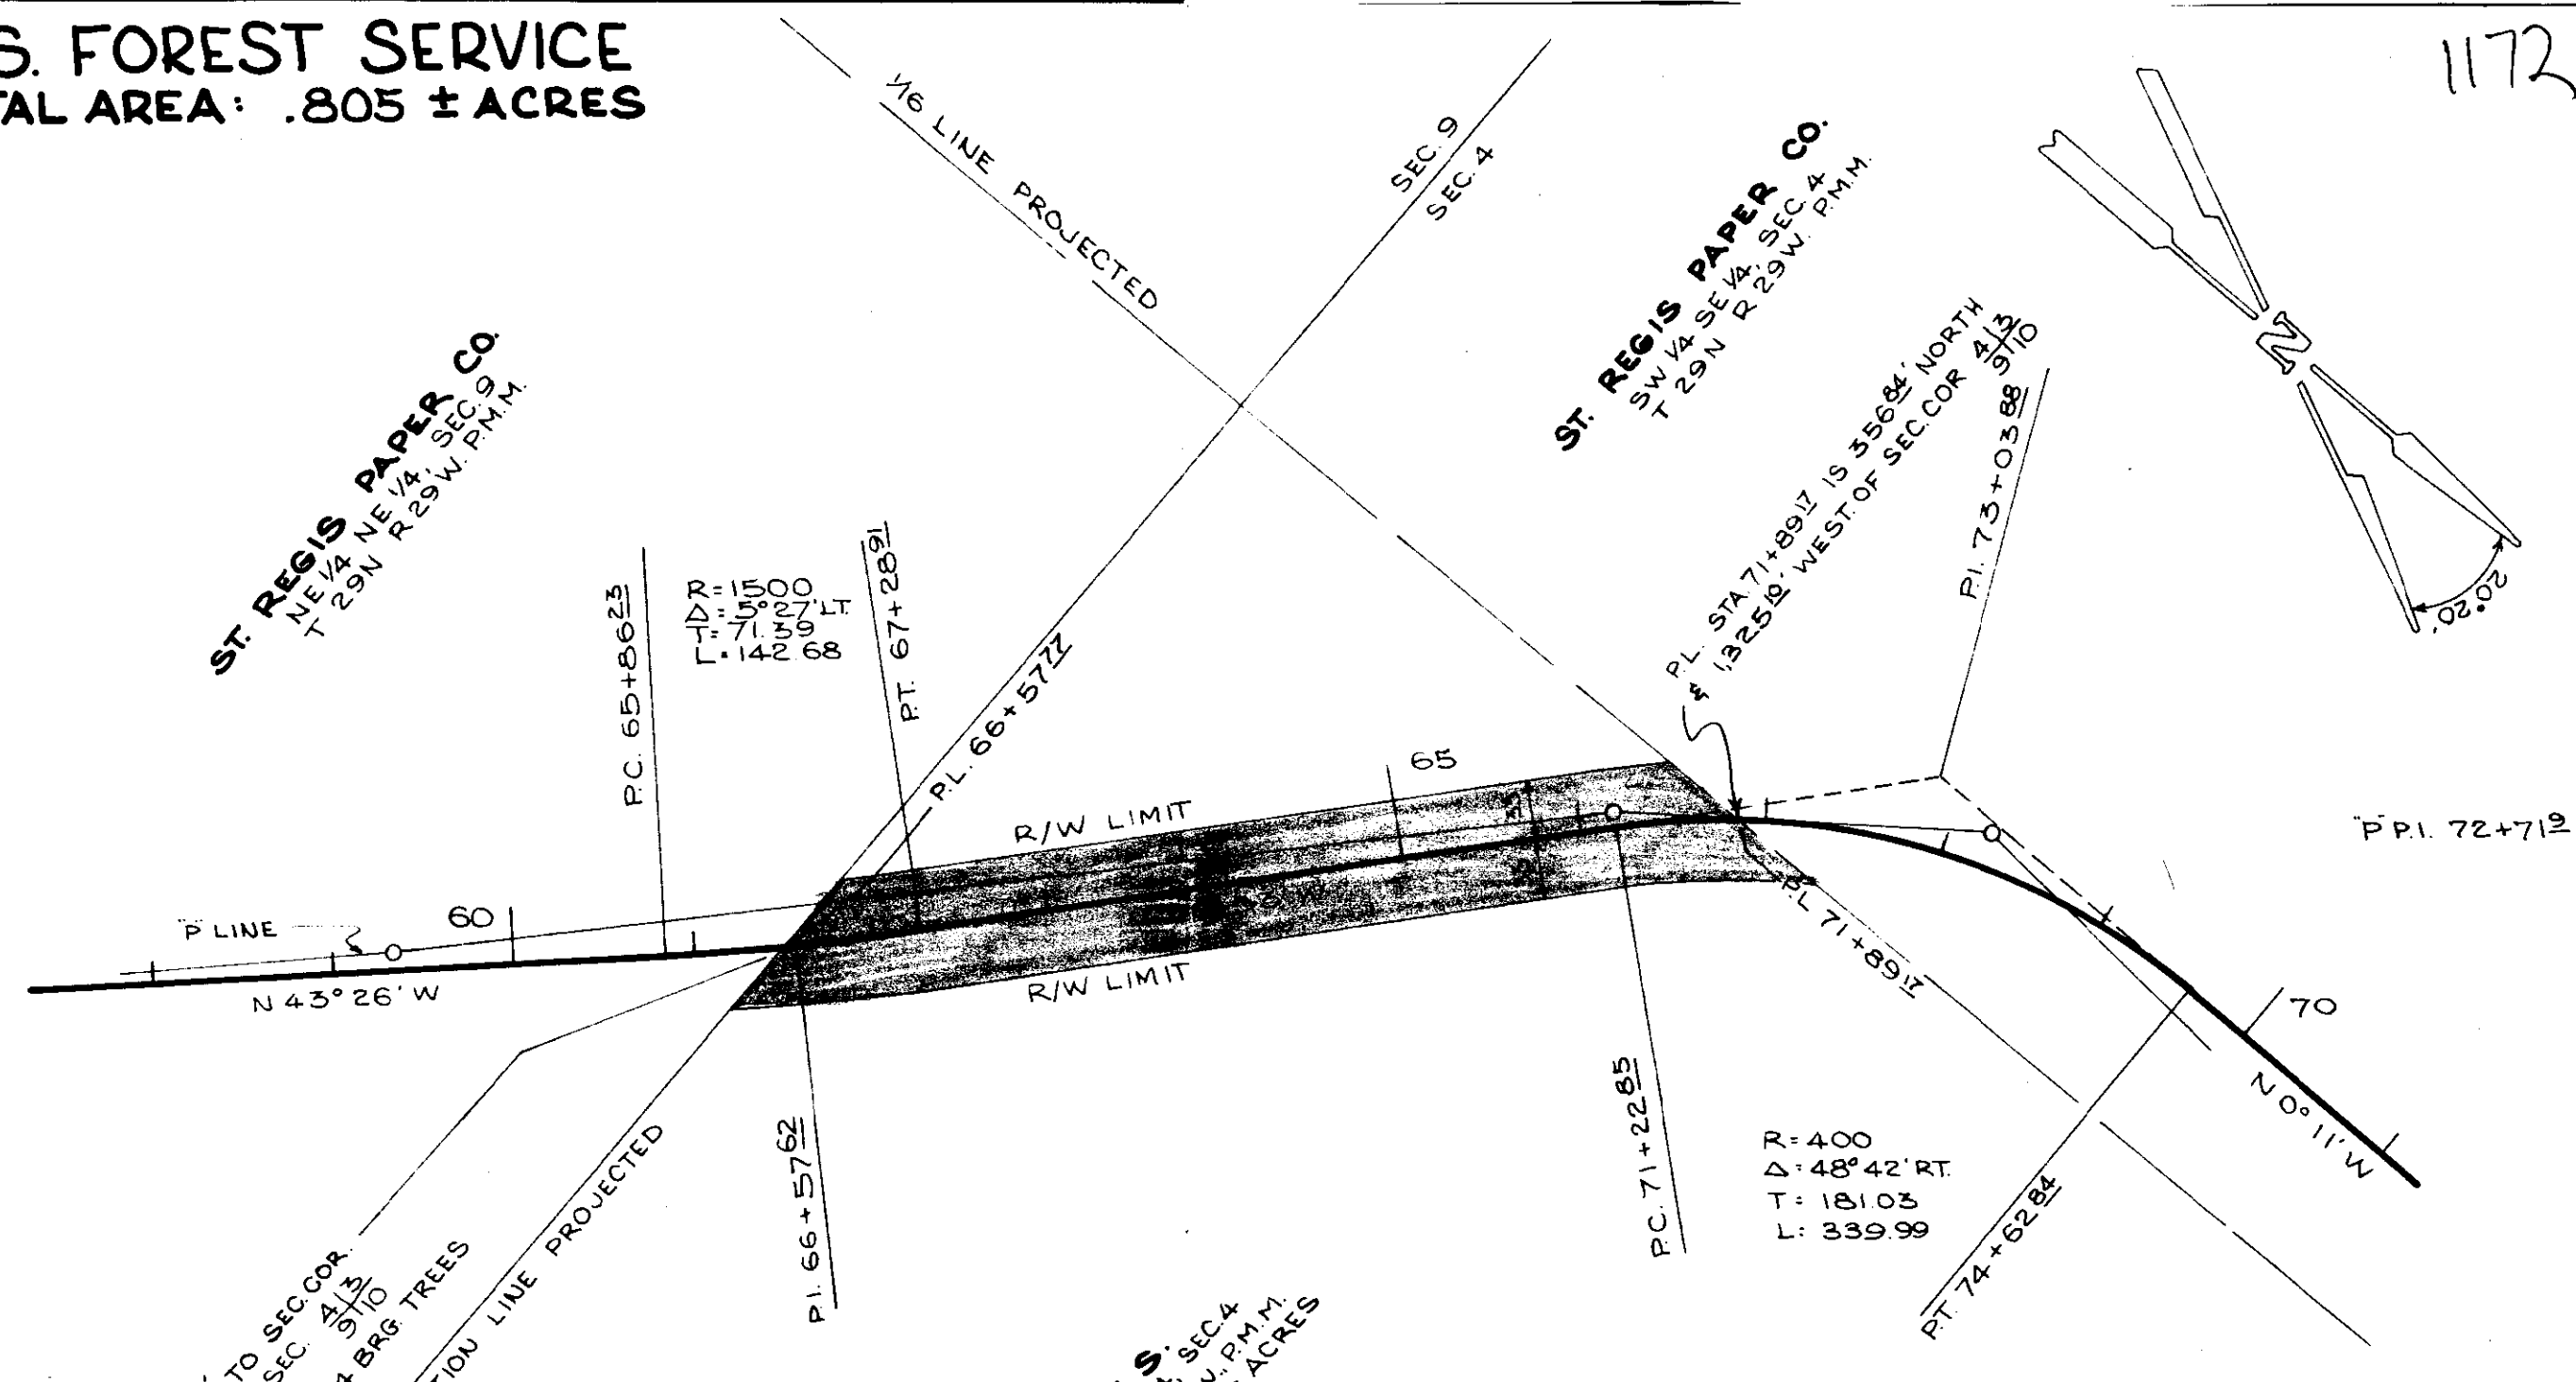 S. FOREST SERVICE
TAL AREA: .805 ± ACRES
1172
1/16 LINE PROJECTED
SEC. 9
SEC. 4
ST. REGIS PAPER CO.
NE 1/4 NE 1/4, SEC. 9
T 29N R 29 W. P.M.M.
ST. REGIS PAPER CO.
SW 1/4 SE 1/4, SEC. 4
T 29N R 29 W. P.M.M.
N
20°20'
P.L. STA. 71+89 17 IS 356 84' NORTH
& 1,325 10' WEST. OF SEC. COR 4|3
9|10
P.I. 73+03 88
P.C. 65+86 23
R=1500
Δ=5°27' LT.
T=71.39
L=142.68
P.T. 67+28 91
P.L. 66+57 77
65
R/W LIMIT
35
"P" P.I. 72+71 9
"P" LINE
60
N 43° 26' W
R/W LIMIT
P.L 71+89 17
70
N 0° 11' W
P.I. 66+57 62
P.C. 71+22 85
R=400
Δ=48°42' RT.
T= 181.03
L= 339.99
P.T. 74+62 84
TO SEC. COR.
SEC. 4|3
9|10
4 BRG. TREES
TION LINE PROJECTED
S.
SEC. 4
P.M.M.
ACRES